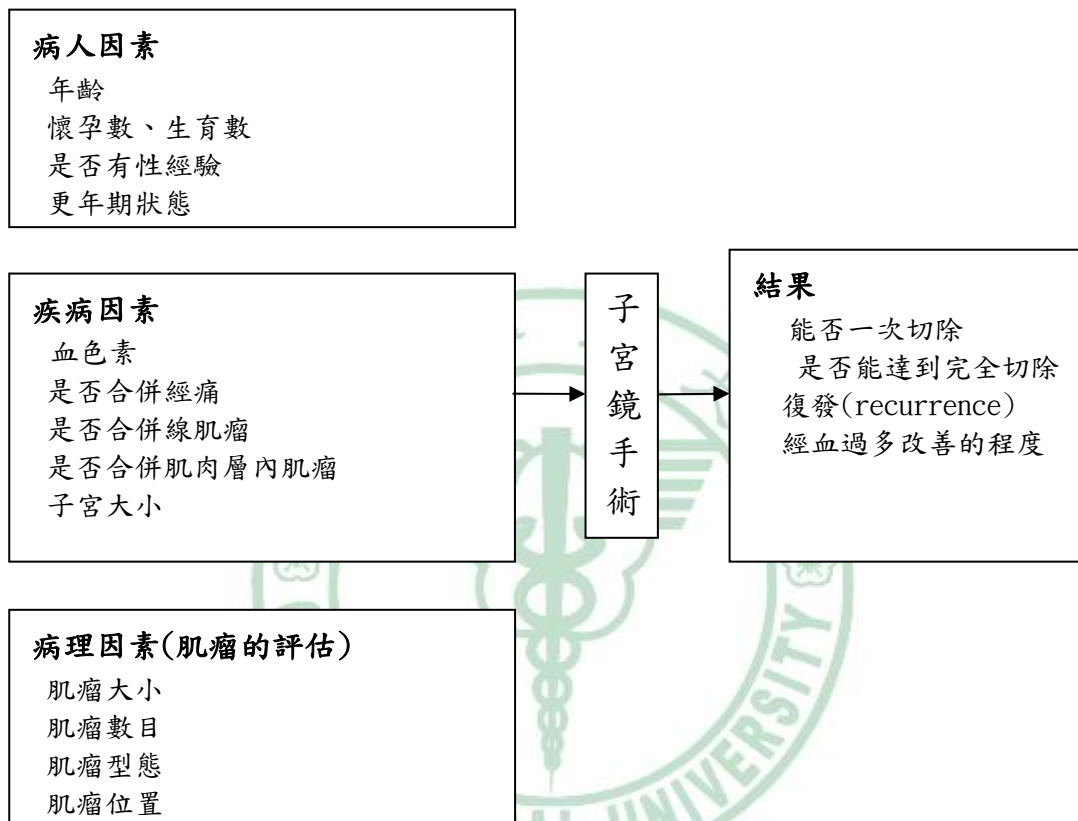 病人因素
年齡
懷孕數、生育數
是否有性經驗
更年期狀態
疾病因素
血色素
是否合併經痛
是否合併線肌瘤
是否合併肌肉層內肌瘤
子宮大小
子宮鏡手術
結果
能否一次切除
是否能達到完全切除
復發(recurrence)
經血過多改善的程度
病理因素(肌瘤的評估)
肌瘤大小
肌瘤數目
肌瘤型態
肌瘤位置
UNIVERSITY